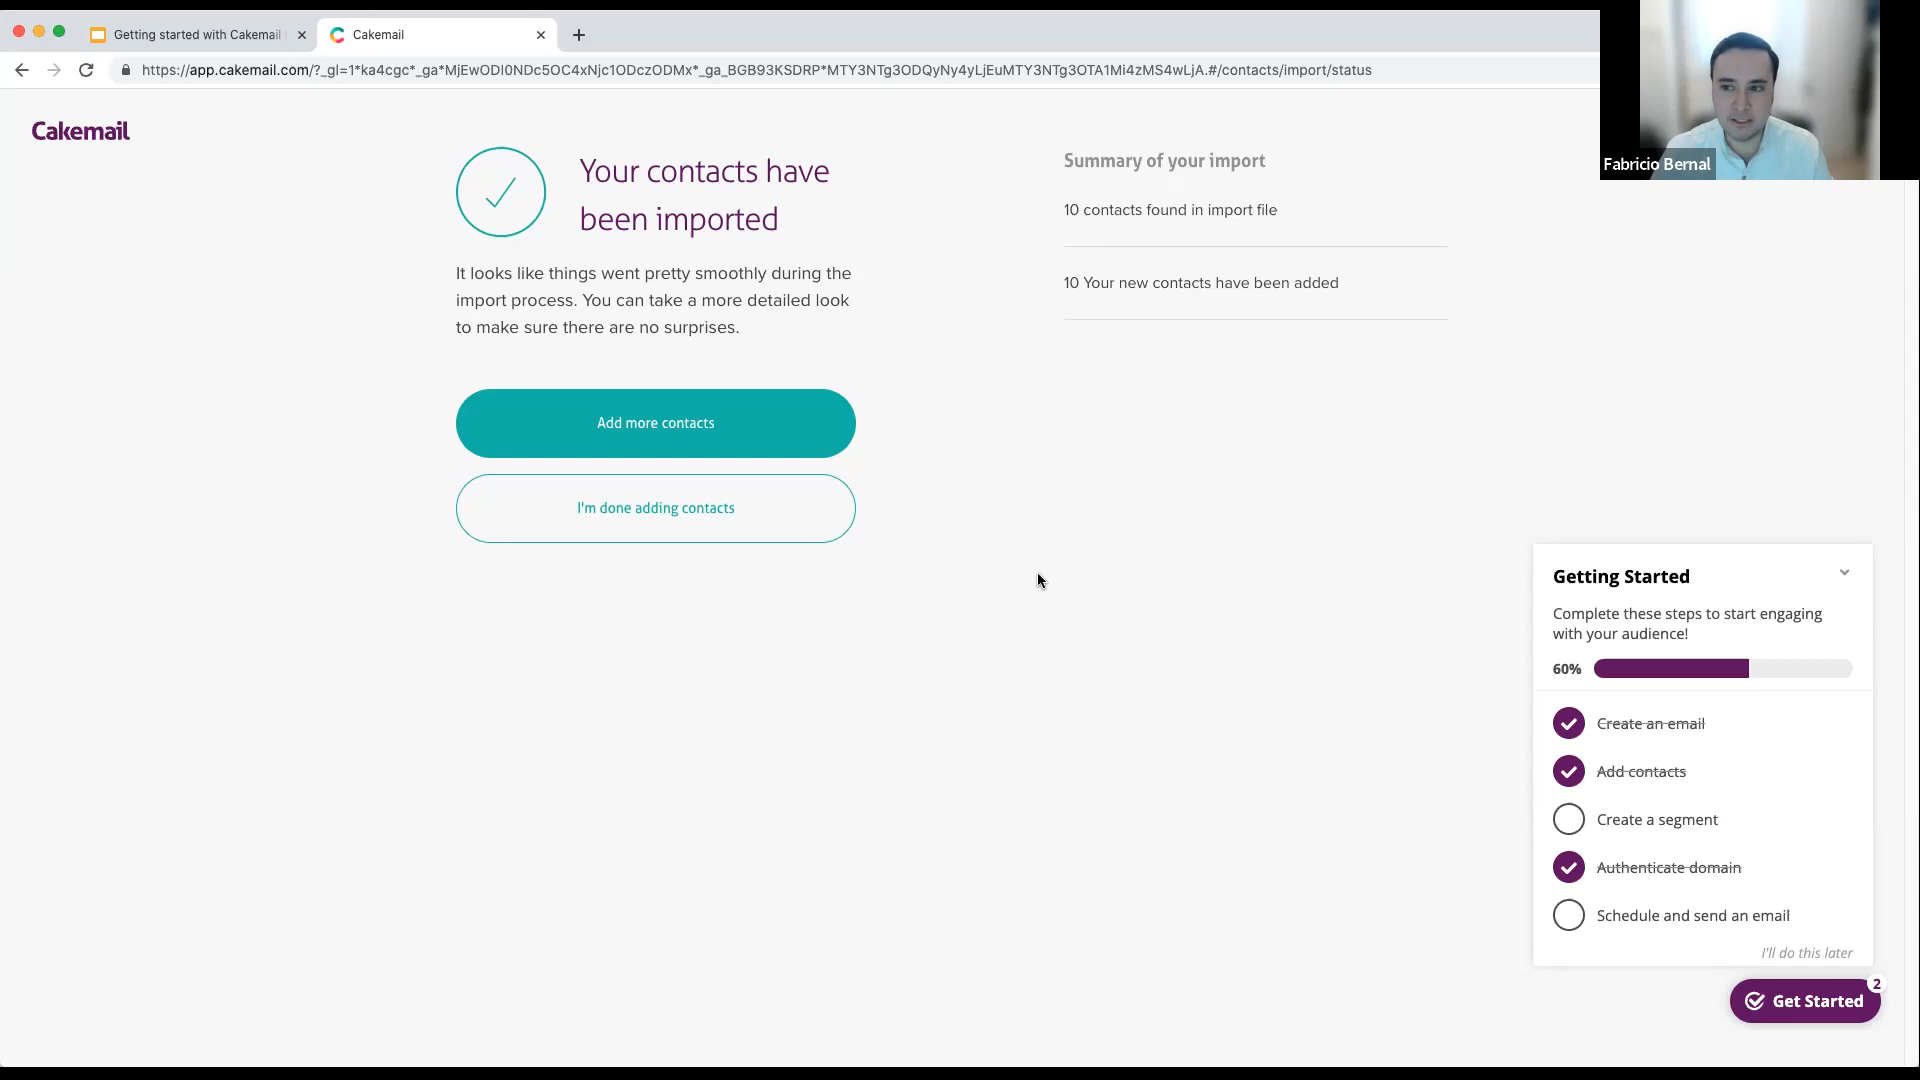 Getting started with Cakemail
Cakemail
https://app.cakemail.com/?_gl=1*ka4cgc*_ga*MjEwODI0NDc5OC4xNjc1ODczODMx*_ga_BGB93KSDRP*MTY3NTg3ODQyNy4yLjEuMTY3NTg3OTA1Mi4zMS4wLjA.#/contacts/import/status
Fabricio Bernal
Cakemail
Your contacts have
been imported
It looks like things went pretty smoothly during the
import process. You can take a more detailed look
to make sure there are no surprises.
Add more contacts
I'm done adding contacts
Summary of your import
10 contacts found in import file
10 Your new contacts have been added
Getting Started
Complete these steps to start engaging
with your audience!
60%
Create an email
Add contacts
Create a segment
Authenticate domain
Schedule and send an email
I'll do this later
Get Started
2